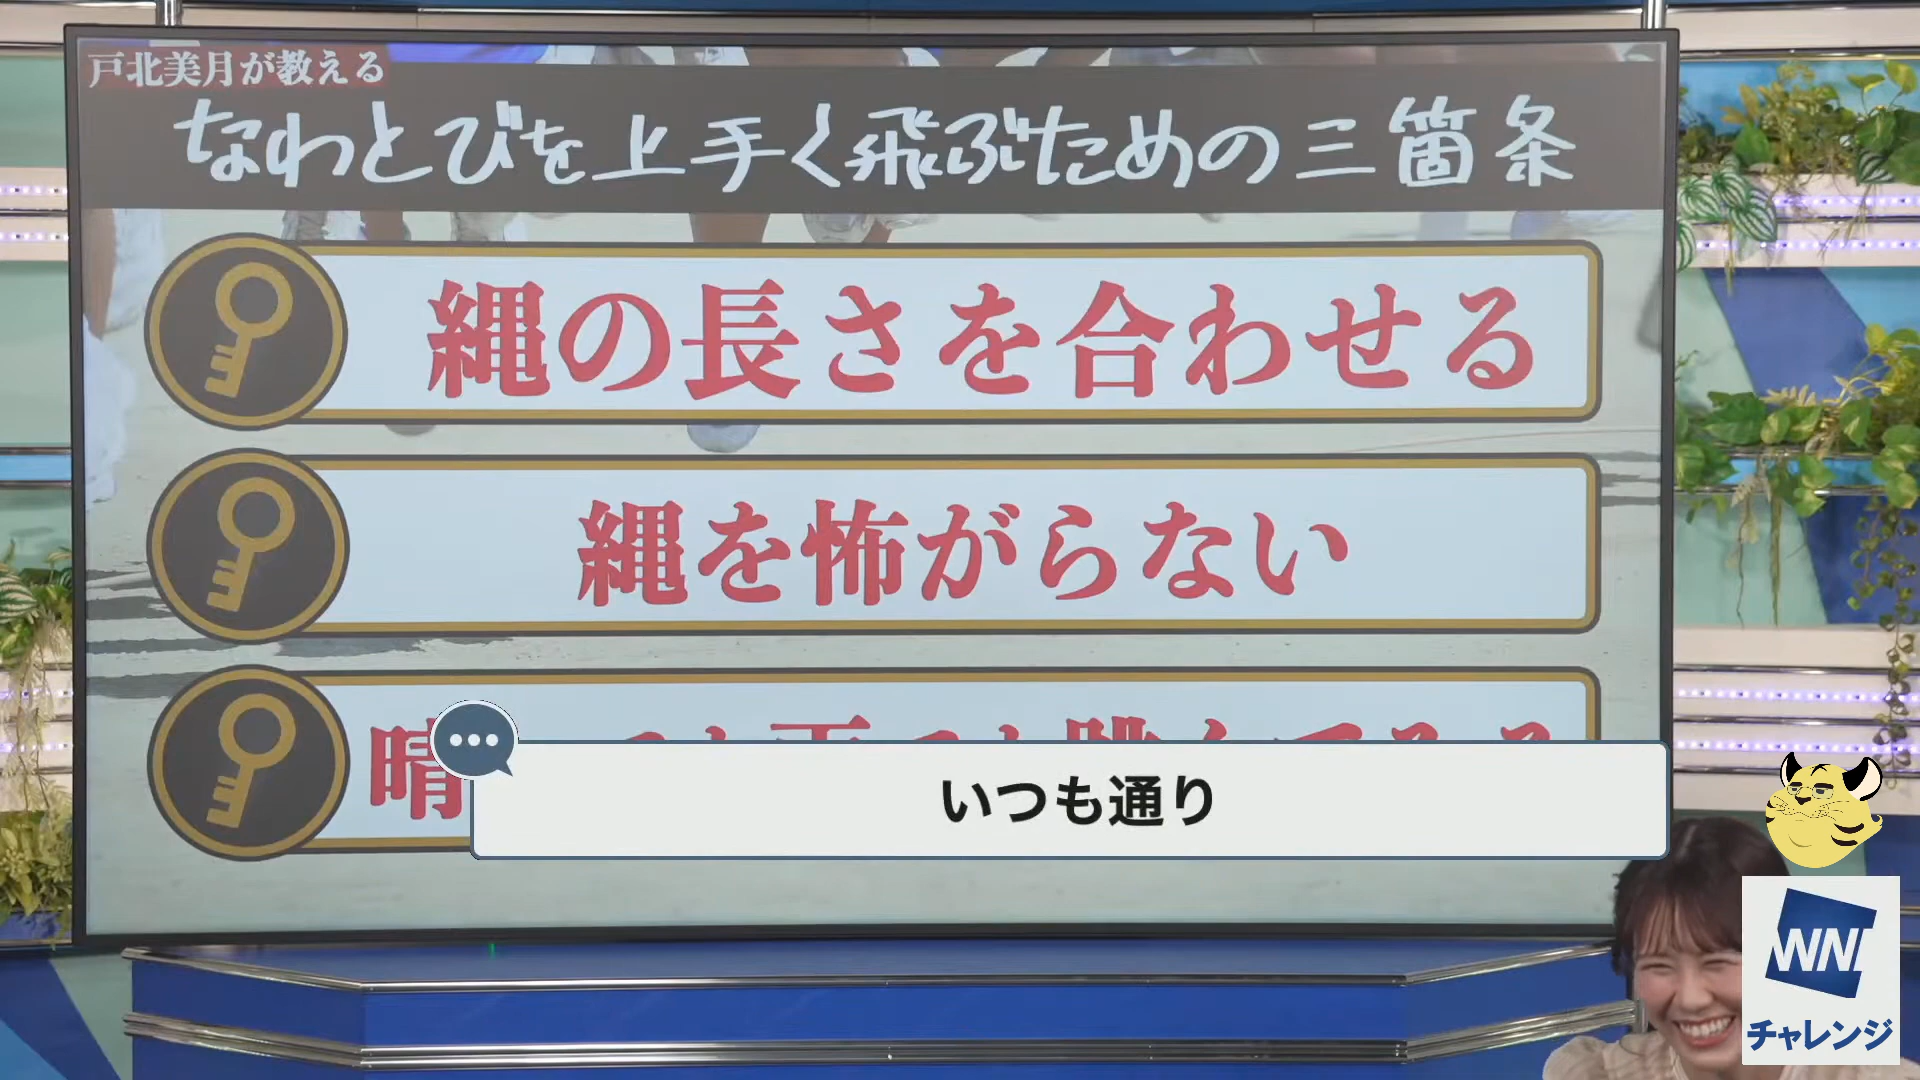 戸北美月が教える
なわとびを上手く飛ぶための三箇条
縄の長さを合わせる
縄を怖がらない
晴
いつも通り
WNI
チャレンジ